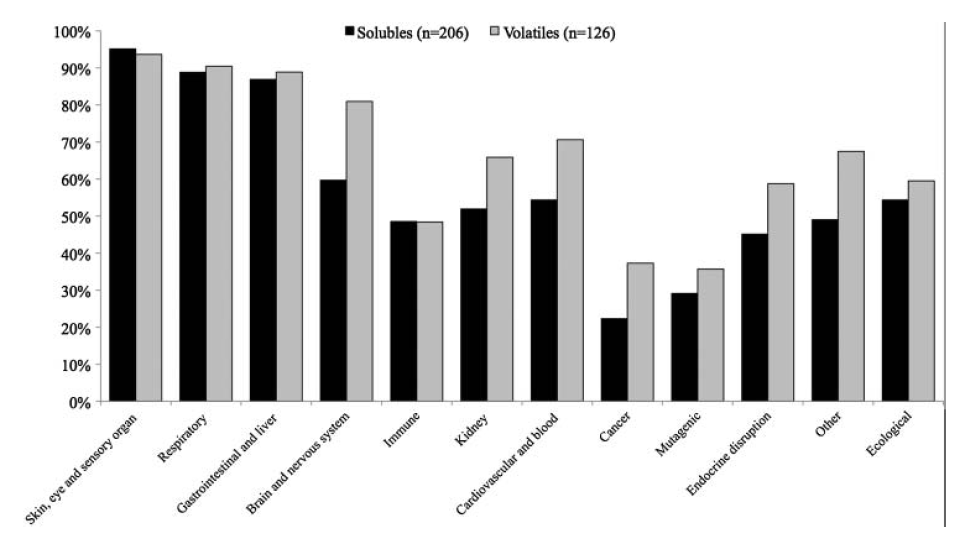 Solubles (n=206) Volatiles (n=126)
100%
90%
80%
70%
60%
50%
40%
30%
20%
10%
0%
Skin, eye and sensory organ
Respiratory
Gastrointestinal and liver
Brain and nervous system
Immune
Kidney
Cardiovascular and blood
Cancer
Mutagenic
Endocrine disruption
Other
Ecological